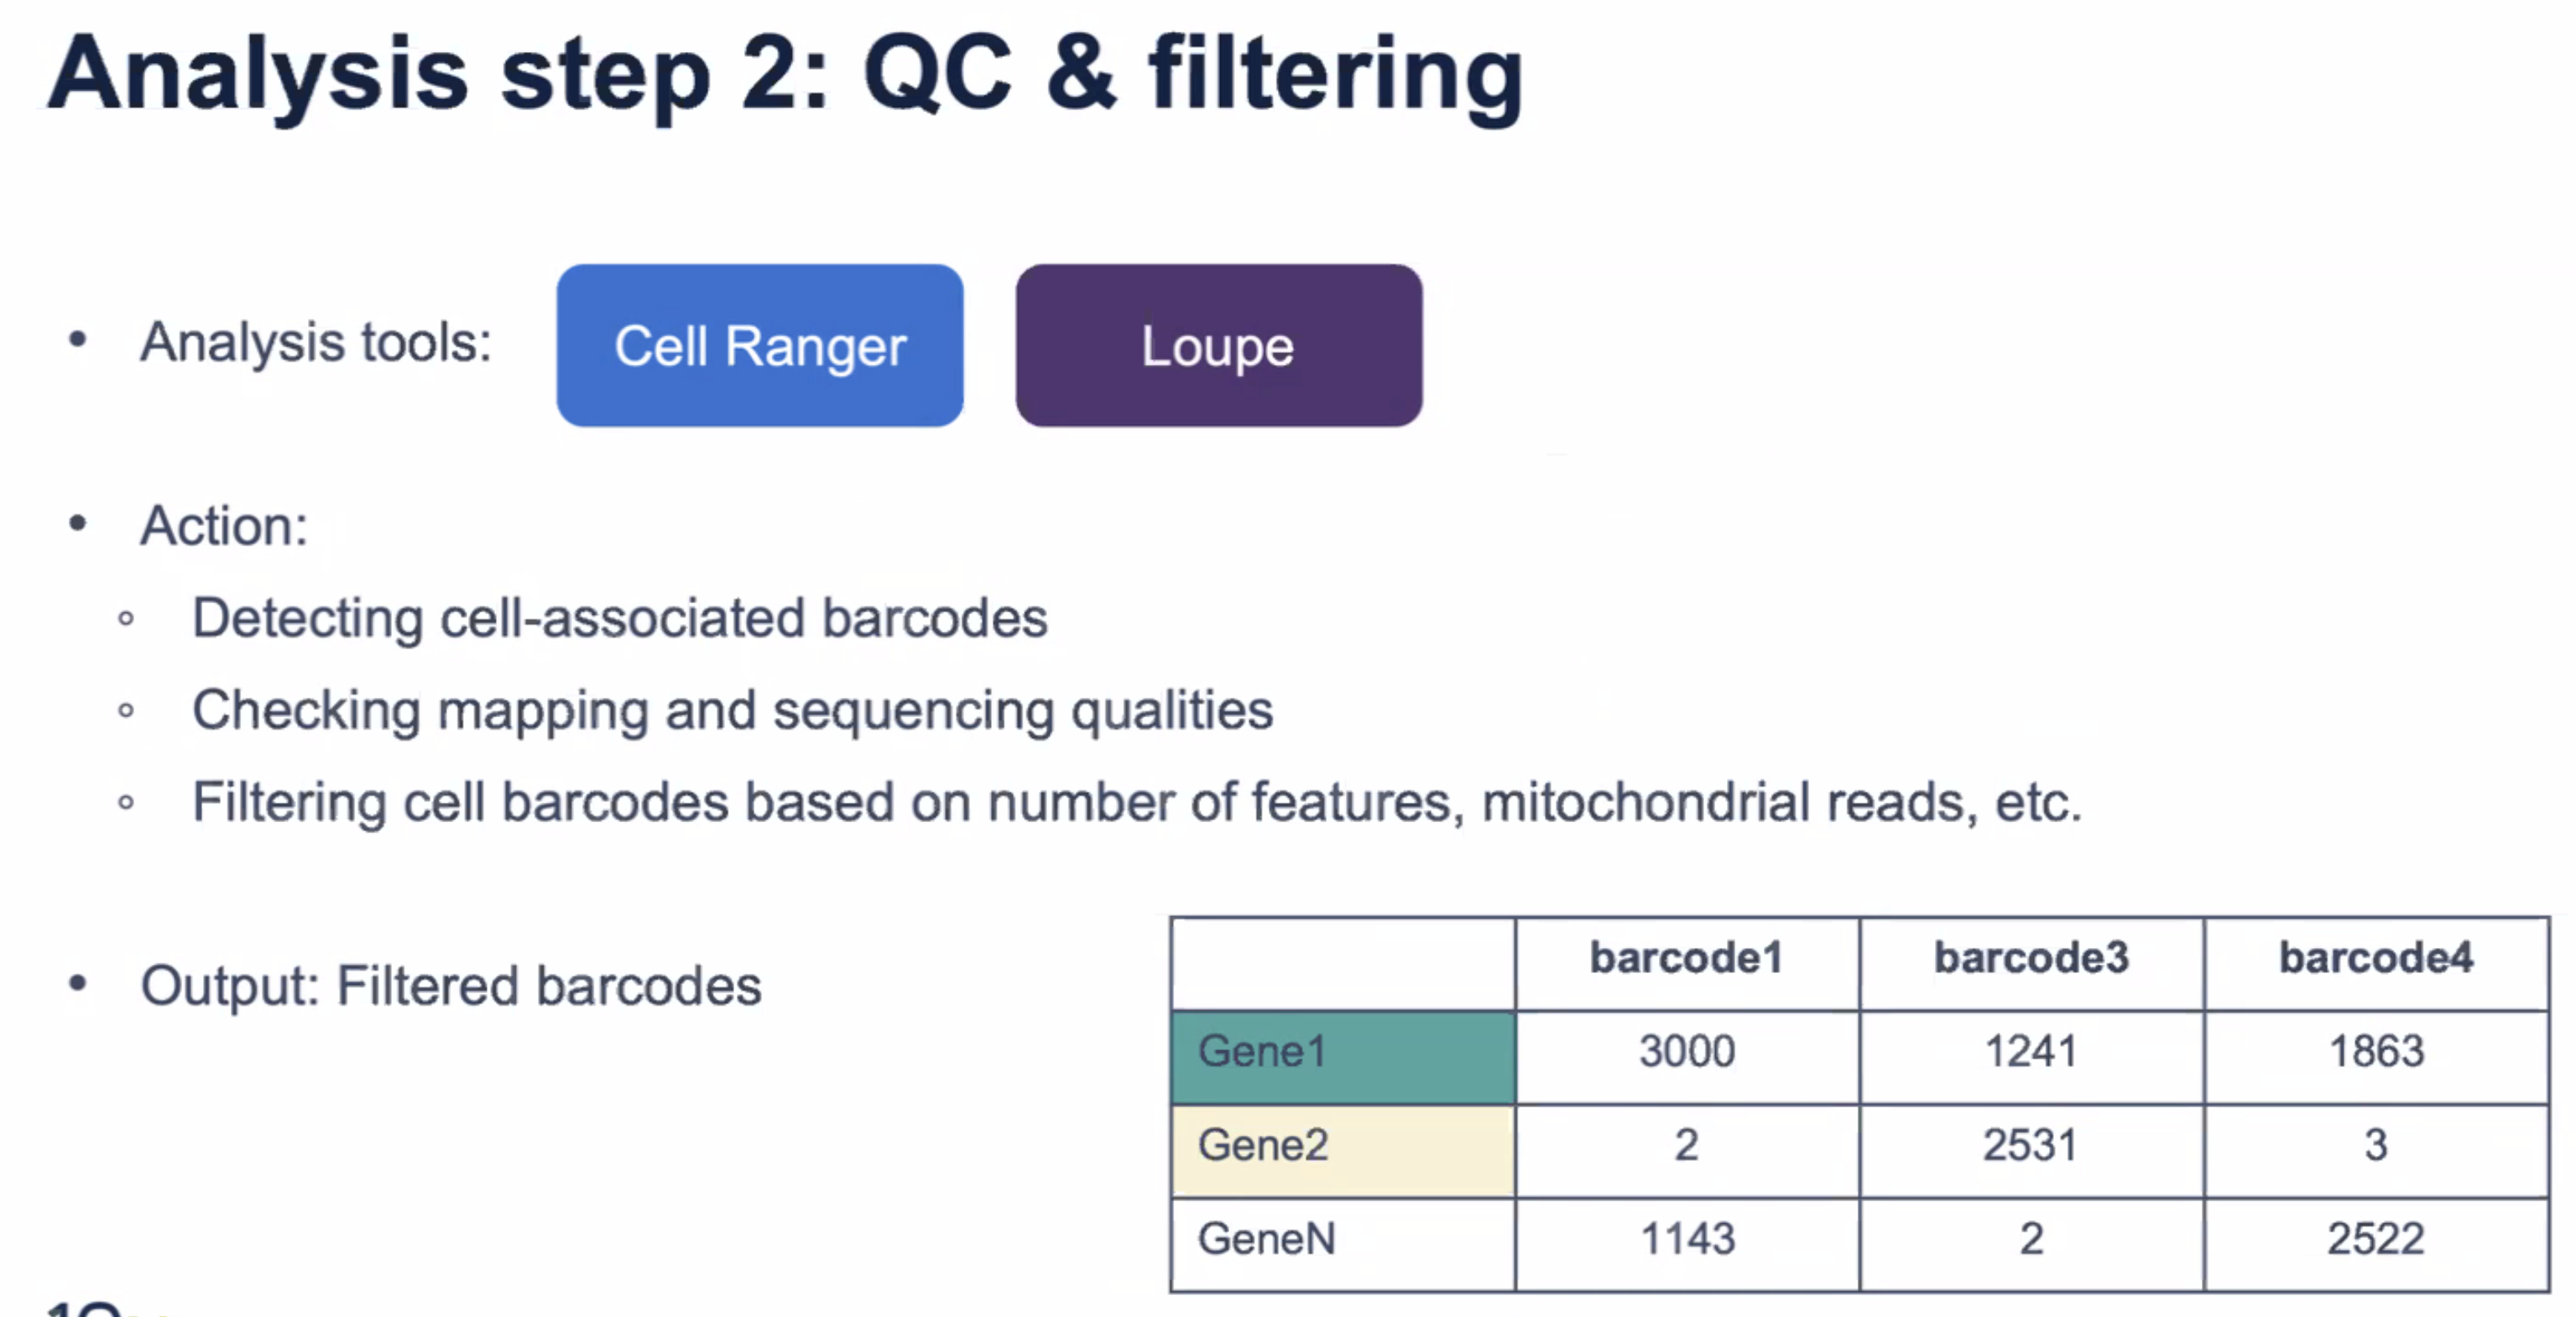 Analysis step 2: QC & filtering
• Analysis tools: Cell Ranger Loupe
• Action:
◦ Detecting cell-associated barcodes
◦ Checking mapping and sequencing qualities
◦ Filtering cell barcodes based on number of features, mitochondrial reads, etc.
• Output: Filtered barcodes
barcode1 barcode3 barcode4
Gene1 3000 1241 1863
Gene2 2 2531 3
GeneN 1143 2 2522